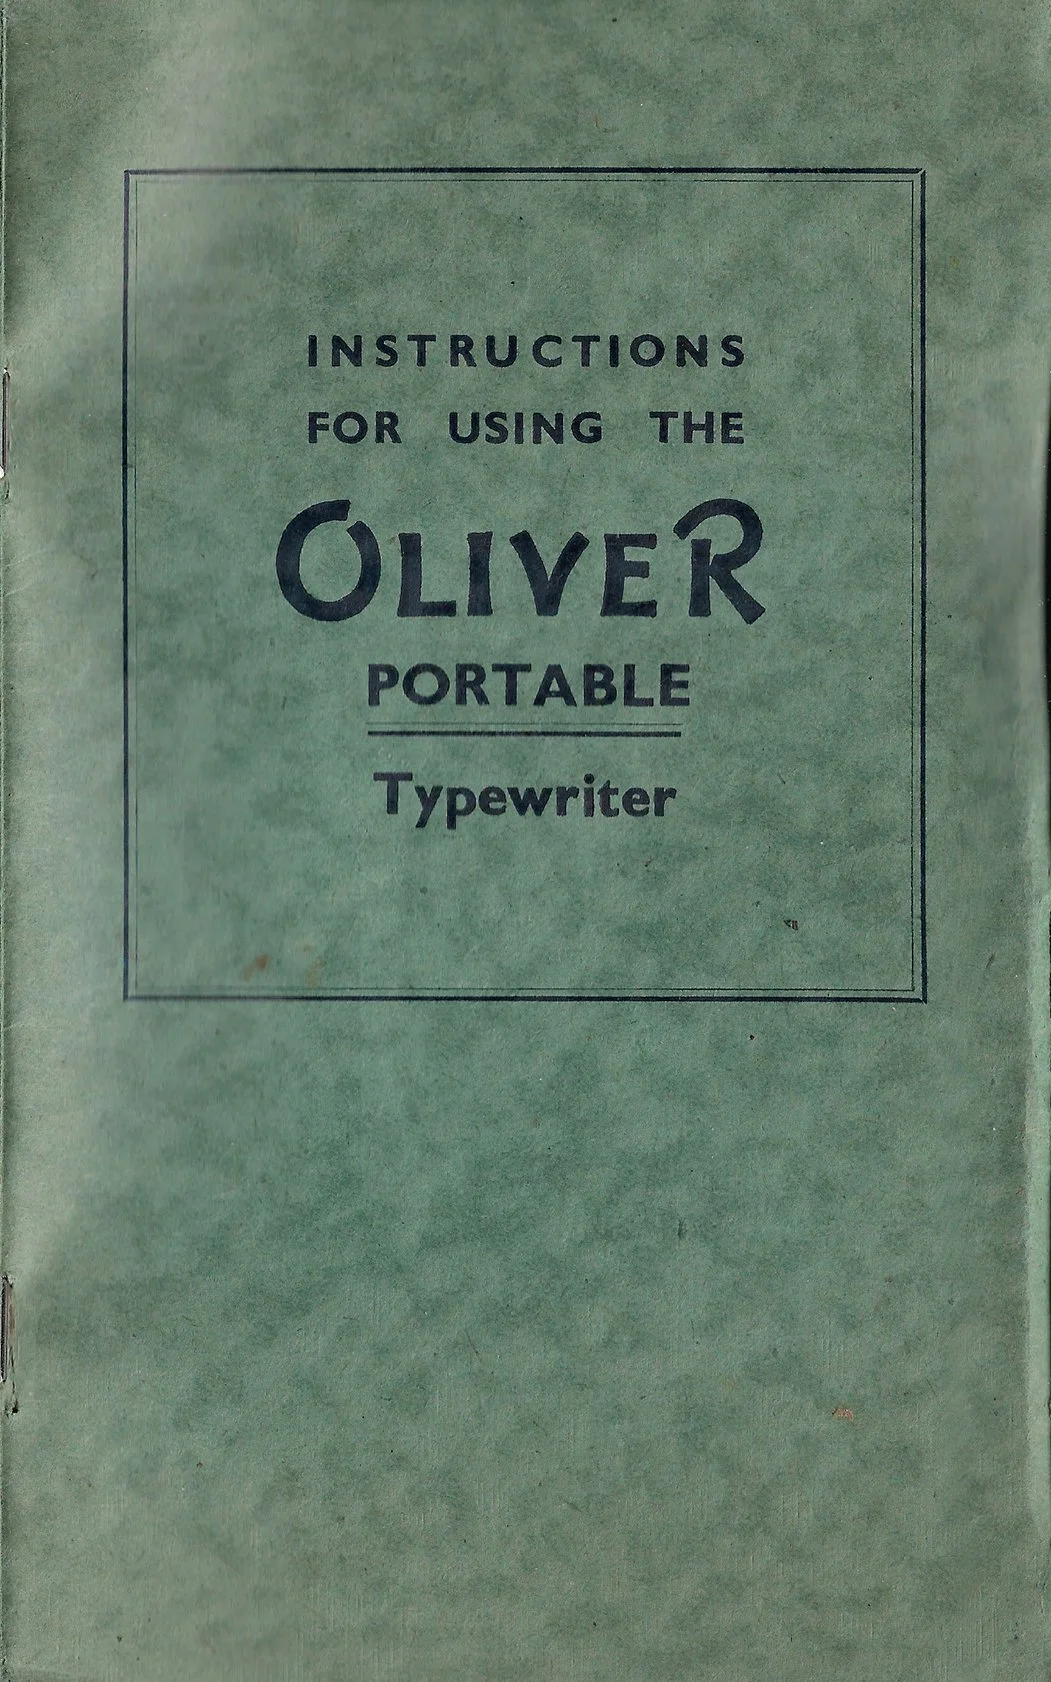 INSTRUCTIONS
FOR USING THE
OLIVER
PORTABLE
Typewriter